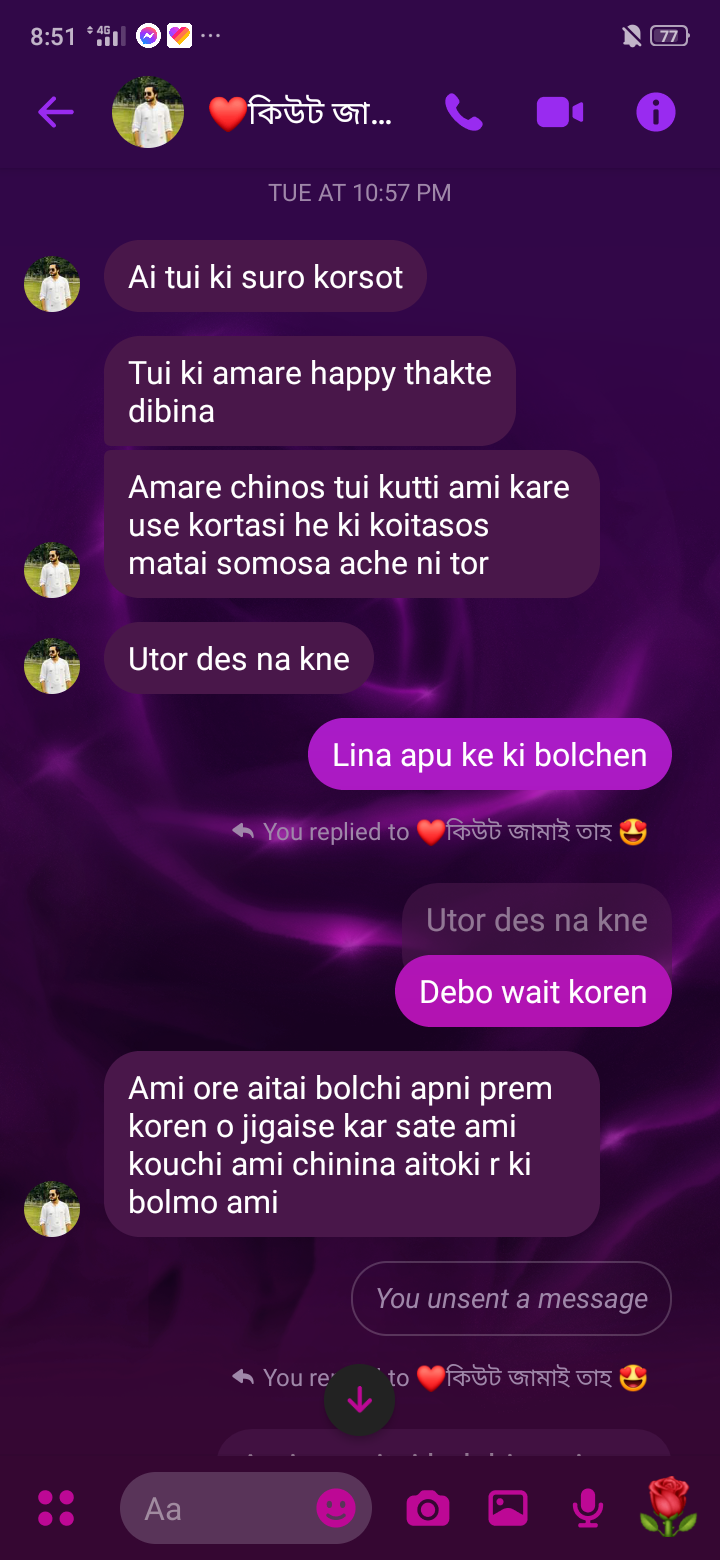 8:51 4G 77
❤️কিউট জা...
TUE AT 10:57 PM
Ai tui ki suro korsot
Tui ki amare happy thakte
dibina
Amare chinos tui kutti ami kare
use kortasi he ki koitasos
matai somosa ache ni tor
Utor des na kne
Lina apu ke ki bolchen
You replied to ❤️কিউট জামাই তাহ 😍
Utor des na kne
Debo wait koren
Ami ore aitai bolchi apni prem
koren o jigaise kar sate ami
kouchi ami chinina aitoki r ki
bolmo ami
You unsent a message
You re to ❤️কিউট জামাই তাহ 😍
Aa